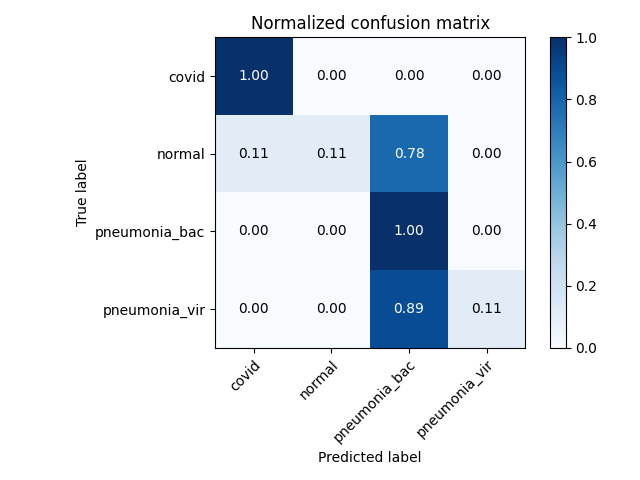 Normalized confusion matrix
True label
covid 1.00 0.00 0.00 0.00
normal 0.11 0.11 0.78 0.00
pneumonia_bac 0.00 0.00 1.00 0.00
pneumonia_vir 0.00 0.00 0.89 0.11
covid normal pneumonia_bac pneumonia_vir
Predicted label
1.0
0.8
0.6
0.4
0.2
0.0